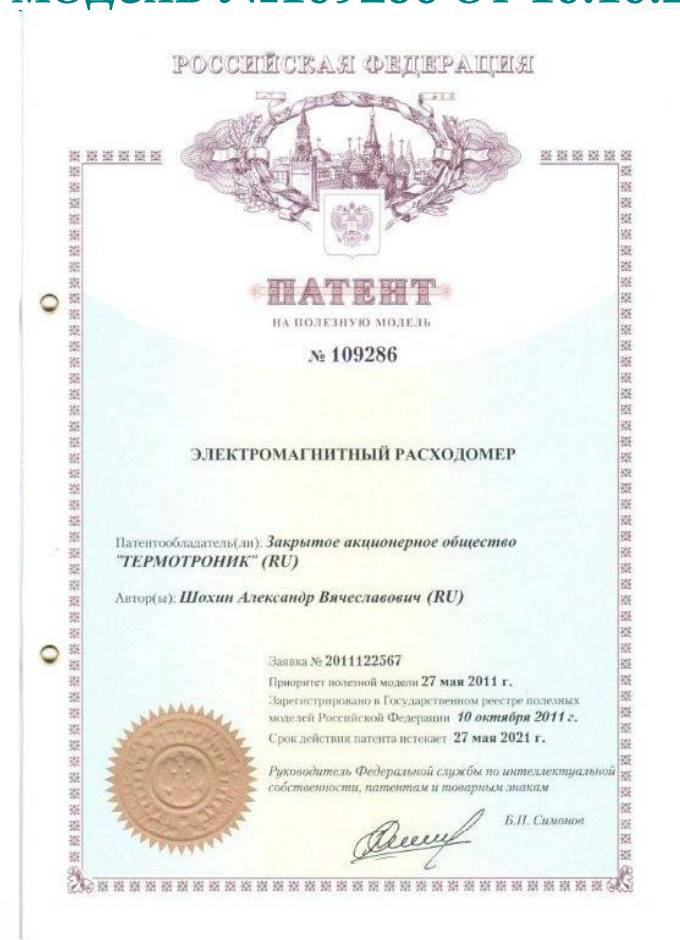 РОССИЙСКАЯ ФЕДЕРАЦИЯ
ПАТЕНТ
НА ПОЛЕЗНУЮ МОДЕЛЬ
№ 109286
ЭЛЕКТРОМАГНИТНЫЙ РАСХОДОМЕР
Патентообладатель(ли): Закрытое акционерное общество
"ТЕРМОТРОНИК" (RU)
Автор(ы): Шохин Александр Вячеславович (RU)
Заявка № 2011122567
Приоритет полезной модели 27 мая 2011 г.
Зарегистрировано в Государственном реестре полезных
моделей Российской Федерации 10 октября 2011 г.
Срок действия патента истекает 27 мая 2021 г.
Руководитель Федеральной службы по интеллектуальной
собственности, патентам и товарным знакам
Б.П. Симонов